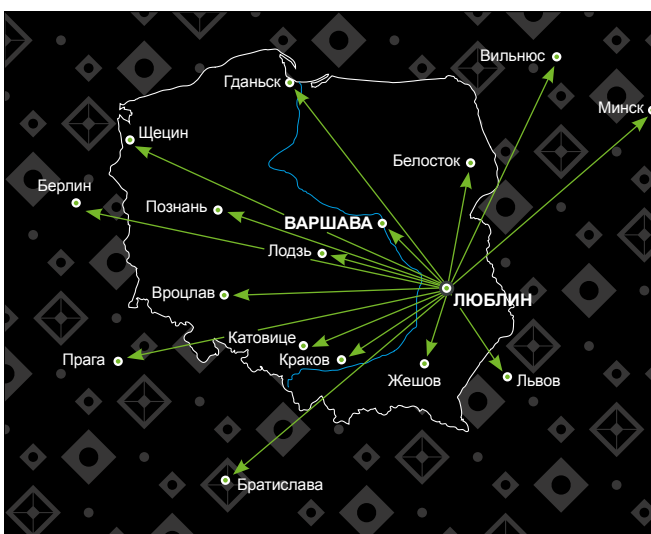 Вильнюс
Гданьск
Минск
Щецин
Белосток
Берлин
Познань
ВАРШАВА
Лодзь
Вроцлав
ЛЮБЛИН
Катовице
Прага
Краков
Жешов
Львов
Братислава